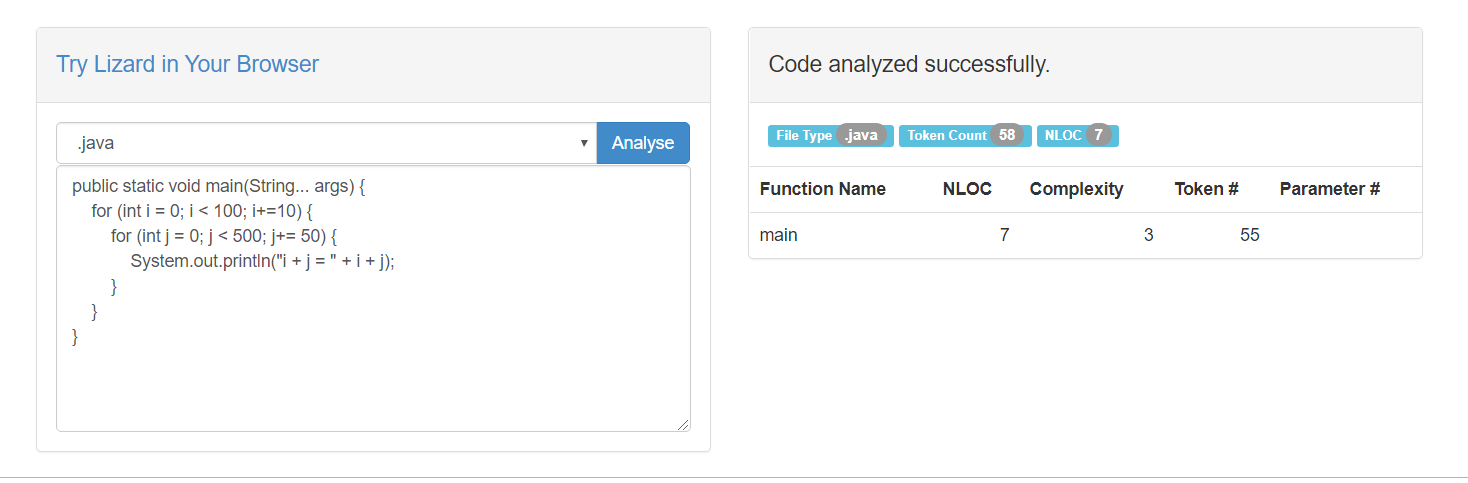 Try Lizard in Your Browser
.java
Analyse
public static void main(String... args) {
for (int i = 0; i < 100; i+=10) {
for (int j = 0; j < 500; j+= 50) {
System.out.println("i + j = " + i + j);
}
}
}
Code analyzed successfully.
File Type .java Token Count 58 NLOC 7
Function Name NLOC Complexity Token # Parameter #
main 7 3 55